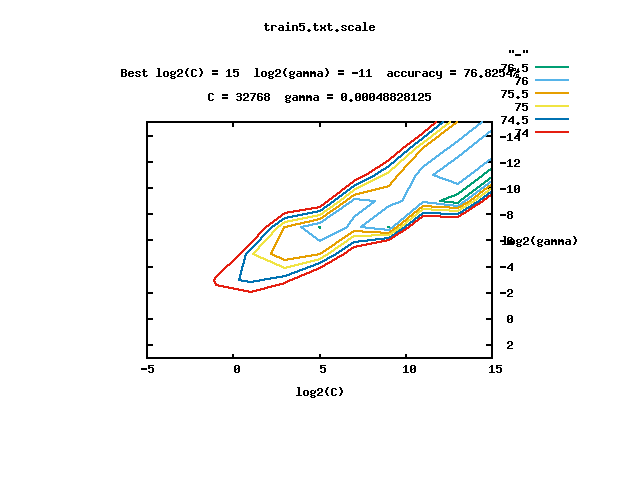 train5.txt.scale
"-"
Best log2(C) = 15  log2(gamma) = -11  accuracy = 76.8254%
C = 32768  gamma = 0.00048828125
76.5
76
75.5
75
74.5
74
-14
-12
-10
-8
-6
-4
-2
0
2
log2(gamma)
-5 0 5 10 15
log2(C)